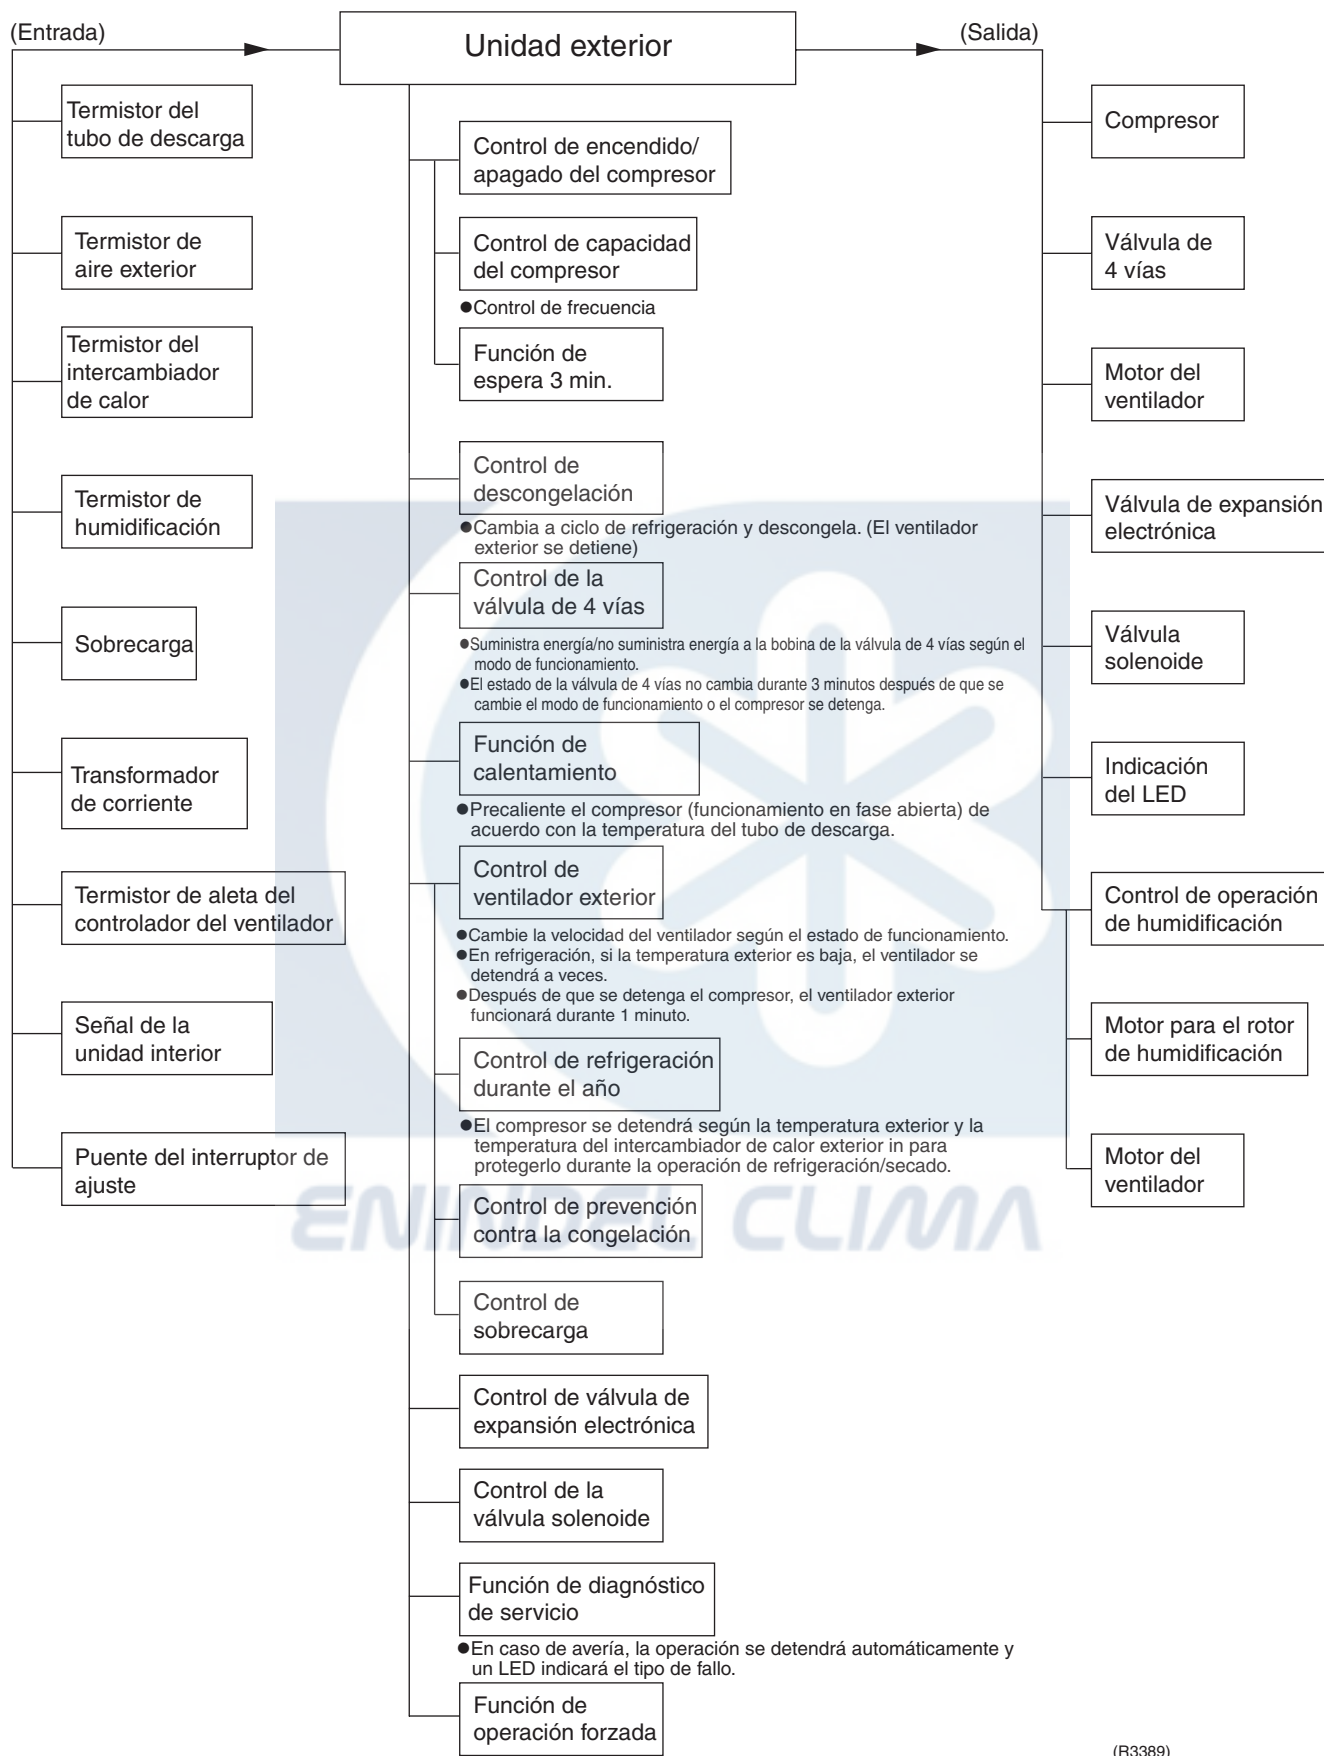 (Entrada)
Unidad exterior
(Salida)
Termistor del
tubo de descarga
Termistor de
aire exterior
Termistor del
intercambiador
de calor
Termistor de
humidificación
Sobrecarga
Transformador
de corriente
Termistor de aleta del
controlador del ventilador
Señal de la
unidad interior
Puente del interruptor de
ajuste
Control de encendido/
apagado del compresor
Control de capacidad
del compresor
●Control de frecuencia
Función de
espera 3 min.
Control de
descongelación
●Cambia a ciclo de refrigeración y descongela. (El ventilador
exterior se detiene)
Control de la
válvula de 4 vías
●Suministra energía/no suministra energía a la bobina de la válvula de 4 vías según el
modo de funcionamiento.
●El estado de la válvula de 4 vías no cambia durante 3 minutos después de que se
cambie el modo de funcionamiento o el compresor se detenga.
Función de
calentamiento
●Precaliente el compresor (funcionamiento en fase abierta) de
acuerdo con la temperatura del tubo de descarga.
Control de
ventilador exterior
●Cambie la velocidad del ventilador según el estado de funcionamiento.
●En refrigeración, si la temperatura exterior es baja, el ventilador se
detendrá a veces.
●Después de que se detenga el compresor, el ventilador exterior
funcionará durante 1 minuto.
Control de refrigeración
durante el año
●El compresor se detendrá según la temperatura exterior y la
temperatura del intercambiador de calor exterior in para
protegerlo durante la operación de refrigeración/secado.
Control de prevención
contra la congelación
Control de
sobrecarga
Control de válvula de
expansión electrónica
Control de la
válvula solenoide
Función de diagnóstico
de servicio
●En caso de avería, la operación se detendrá automáticamente y
un LED indicará el tipo de fallo.
Función de
operación forzada
Compresor
Válvula de
4 vías
Motor del
ventilador
Válvula de expansión
electrónica
Válvula
solenoide
Indicación
del LED
Control de operación
de humidificación
Motor para el rotor
de humidificación
Motor del
ventilador
ENINDEL CLIMA
(R3389)